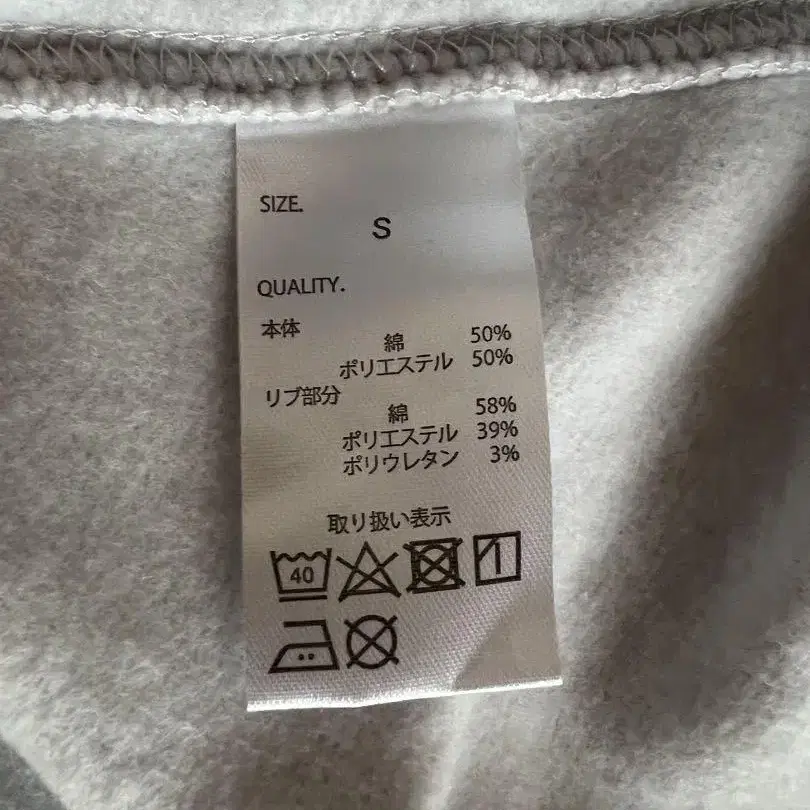 SIZE.
S
QUALITY.
本体
綿 50%
ポリエステル 50%
リブ部分
綿 58%
ポリエステル 39%
ポリウレタン 3%
取り扱い表示
40